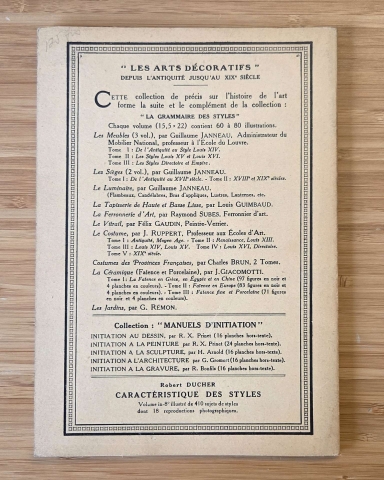 " LES ARTS DÉCORATIFS "
DEPUIS L'ANTIQUITÉ JUSQU'AU XIXe SIÈCLE
CETTE collection de précis sur l'histoire de l'art
forme la suite et le complément de la collection :
" LA GRAMMAIRE DES STYLES "
Chaque volume (15,5×22) contient 60 à 80 illustrations.
Les Meubles (3 vol.), par Guillaume JANNEAU, Administrateur du
Mobilier National, professeur à l'École du Louvre.
Tome I : De l'Antiquité au Style Louis XIV.
Tome II : Les Styles Louis XV et Louis XVI.
Tome III : Les Styles Directoire et Empire.
Les Sièges (2 vol.), par Guillaume JANNEAU.
Tome I : De l'Antiquité au XVIIe siècle. - Tome II : XVIIIe et XIXe siècles.
Le Luminaire, par Guillaume JANNEAU.
(Flambeaux, Candélabres, Bras d'appliques, Lustres, Lanternes, etc.
La Tapisserie de Haute et Basse Lisse, par Louis GUIMBAUD.
La Ferronnerie d'Art, par Raymond SUBES, Ferronnier d'art.
Le Vitrail, par Félix GAUDIN, Peintre-Verrier.
Le Costume, par J. RUPPERT, Professeur aux Écoles d'Art.
Tome I : Antiquité, Moyen Age. - Tome II : Renaissance, Louis XIII.
Tome III : Louis XIV, Louis XV. - Tome IV : Louis XVI, Directoire.
Tome V : XIXe siècle.
Costumes des Provinces Françaises, par Charles BRUN, 2 Tomes.
La Céramique (Faïence et Porcelaine), par J. GIACOMOTTI.
Tome I : La Faïence en Grèce, en Égypte et en Chine (97 figures en noir et
4 planches en couleurs). - Tome II : Faïence en Europe (83 figures en noir et
4 planches en couleurs). - Tome III : Faïence fine et Porcelaine (71 figures
en noir et 4 planches en couleurs).
Les Jardins, par G. REMON.
Collection : "MANUELS D'INITIATION"
INITIATION AU DESSIN, par R. X. Prinet (16 planches hors-texte).
INITIATION A LA PEINTURE par R. X. Prinet (24 planches hors-texte).
INITIATION A LA SCULPTURE, par H. Arnold (16 planches hors-texte).
INITIATION A L'ARCHITECTURE par G. Gromort (16 planches hors-texte).
INITIATION A LA GRAVURE, par R. Bonfils (16 planches hors-texte).
Robert DUCHER
CARACTÉRISTIQUE DES STYLES
Volume in-8° illustré de 410 sujets de styles
dont 18 reproductions photographiques.